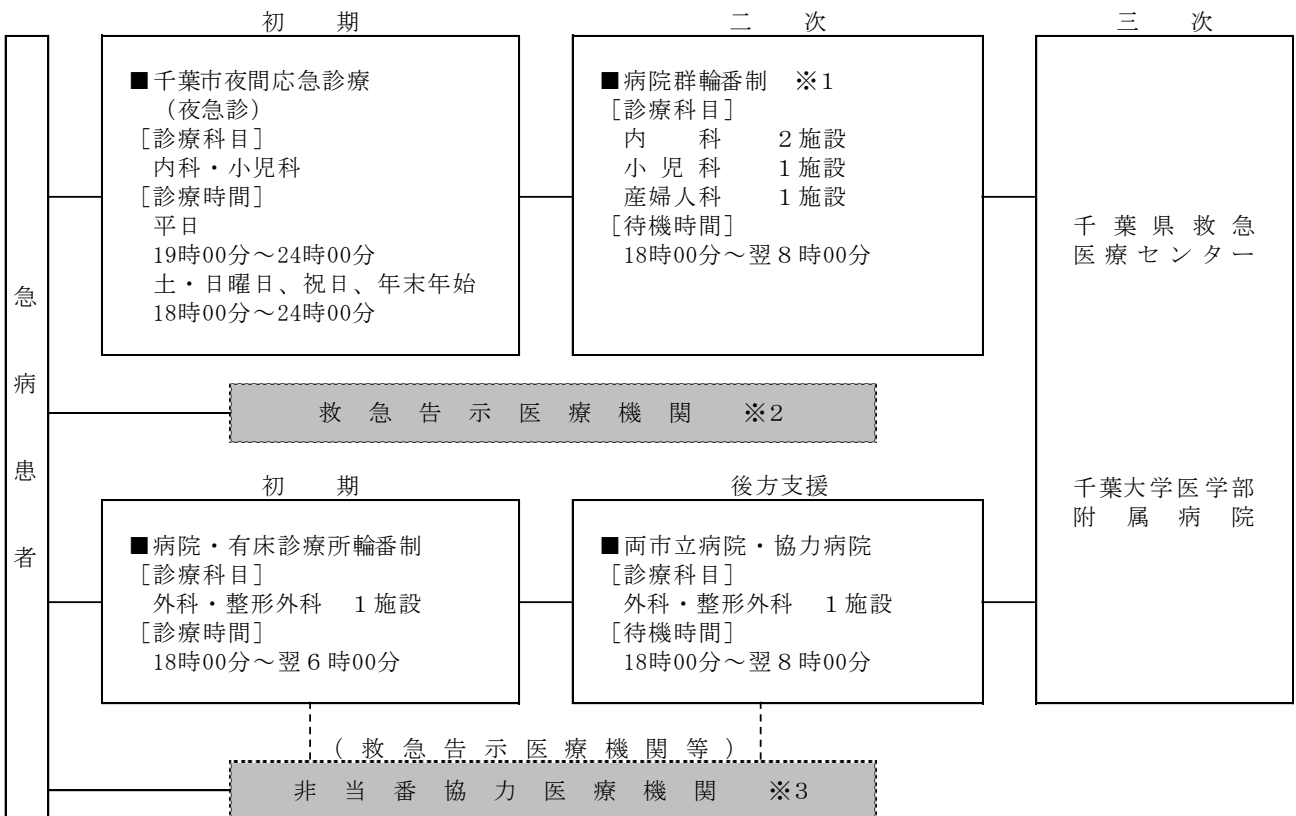 初期
二次
三次
急病患者
■千葉市夜間応急診療
(夜急診)
[診療科目]
内科・小児科
[診療時間]
平日
19時00分~24時00分
土・日曜日、祝日、年末年始
18時00分~24時00分
■病院群輪番制 ※1
[診療科目]
内科 2施設
小児科 1施設
産婦人科 1施設
[待機時間]
18時00分~翌8時00分
千葉県救急
医療センター
救急告示医療機関 ※2
初期
後方支援
■病院・有床診療所輪番制
[診療科目]
外科・整形外科 1施設
[診療時間]
18時00分~翌6時00分
■両市立病院・協力病院
[診療科目]
外科・整形外科 1施設
[待機時間]
18時00分~翌8時00分
千葉大学医学部
附属病院
(救急告示医療機関等)
非当番協力医療機関 ※3